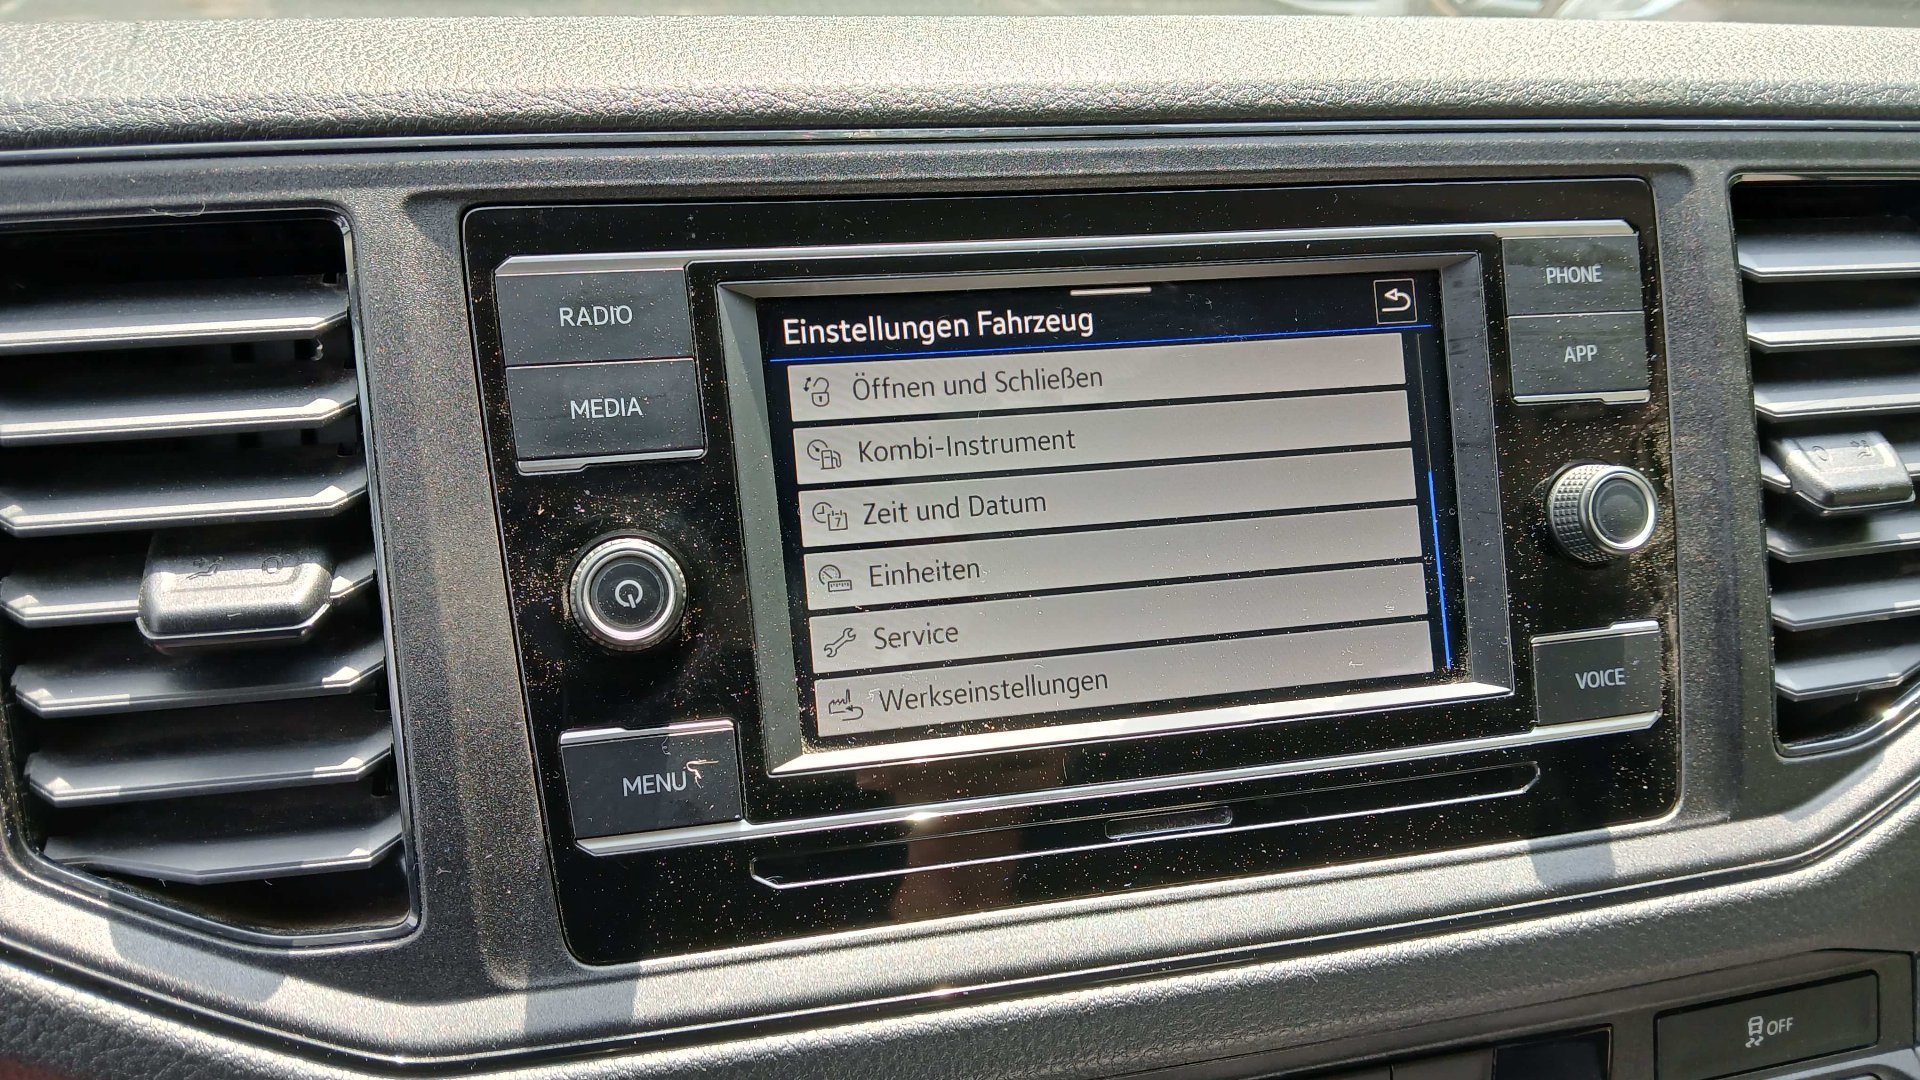 RADIO
MEDIA
MENU
Einstellungen Fahrzeug
Öffnen und Schließen
Kombi-Instrument
Zeit und Datum
7
Einheiten
Service
Werkseinstellungen
PHONE
APP
VOICE
OFF